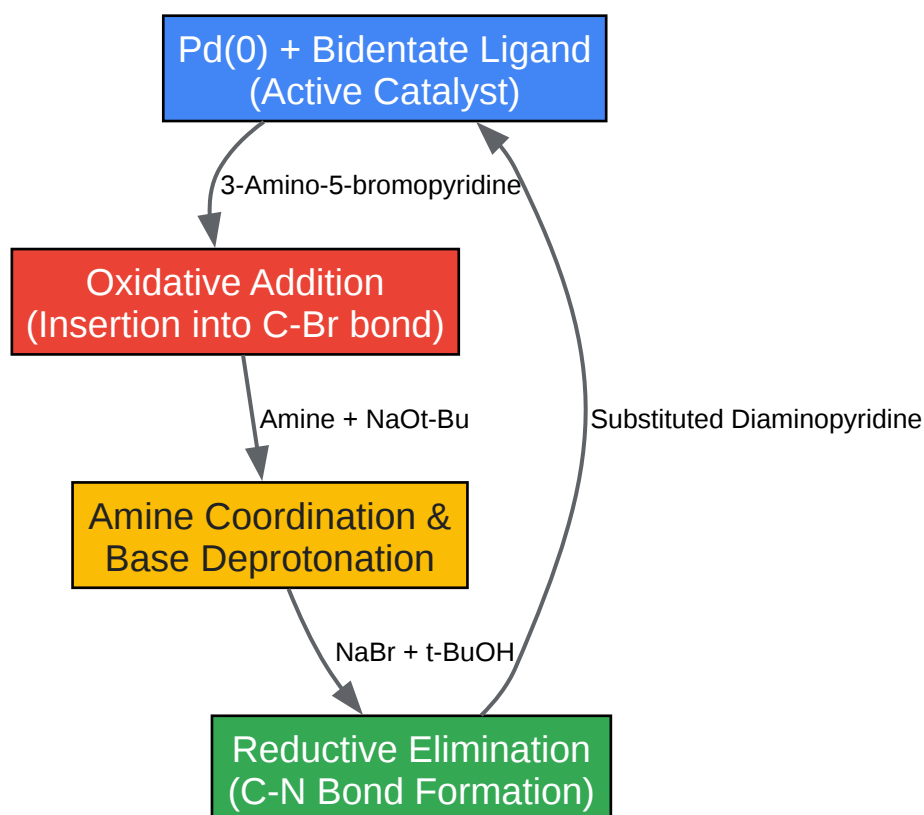 Pd(0) + Bidentate Ligand
(Active Catalyst)
3-Amino-5-bromopyridine
Oxidative Addition
(Insertion into C-Br bond)
Amine + NaOt-Bu
Substituted Diaminopyridine
Amine Coordination &
Base Deprotonation
NaBr + t-BuOH
Reductive Elimination
(C-N Bond Formation)